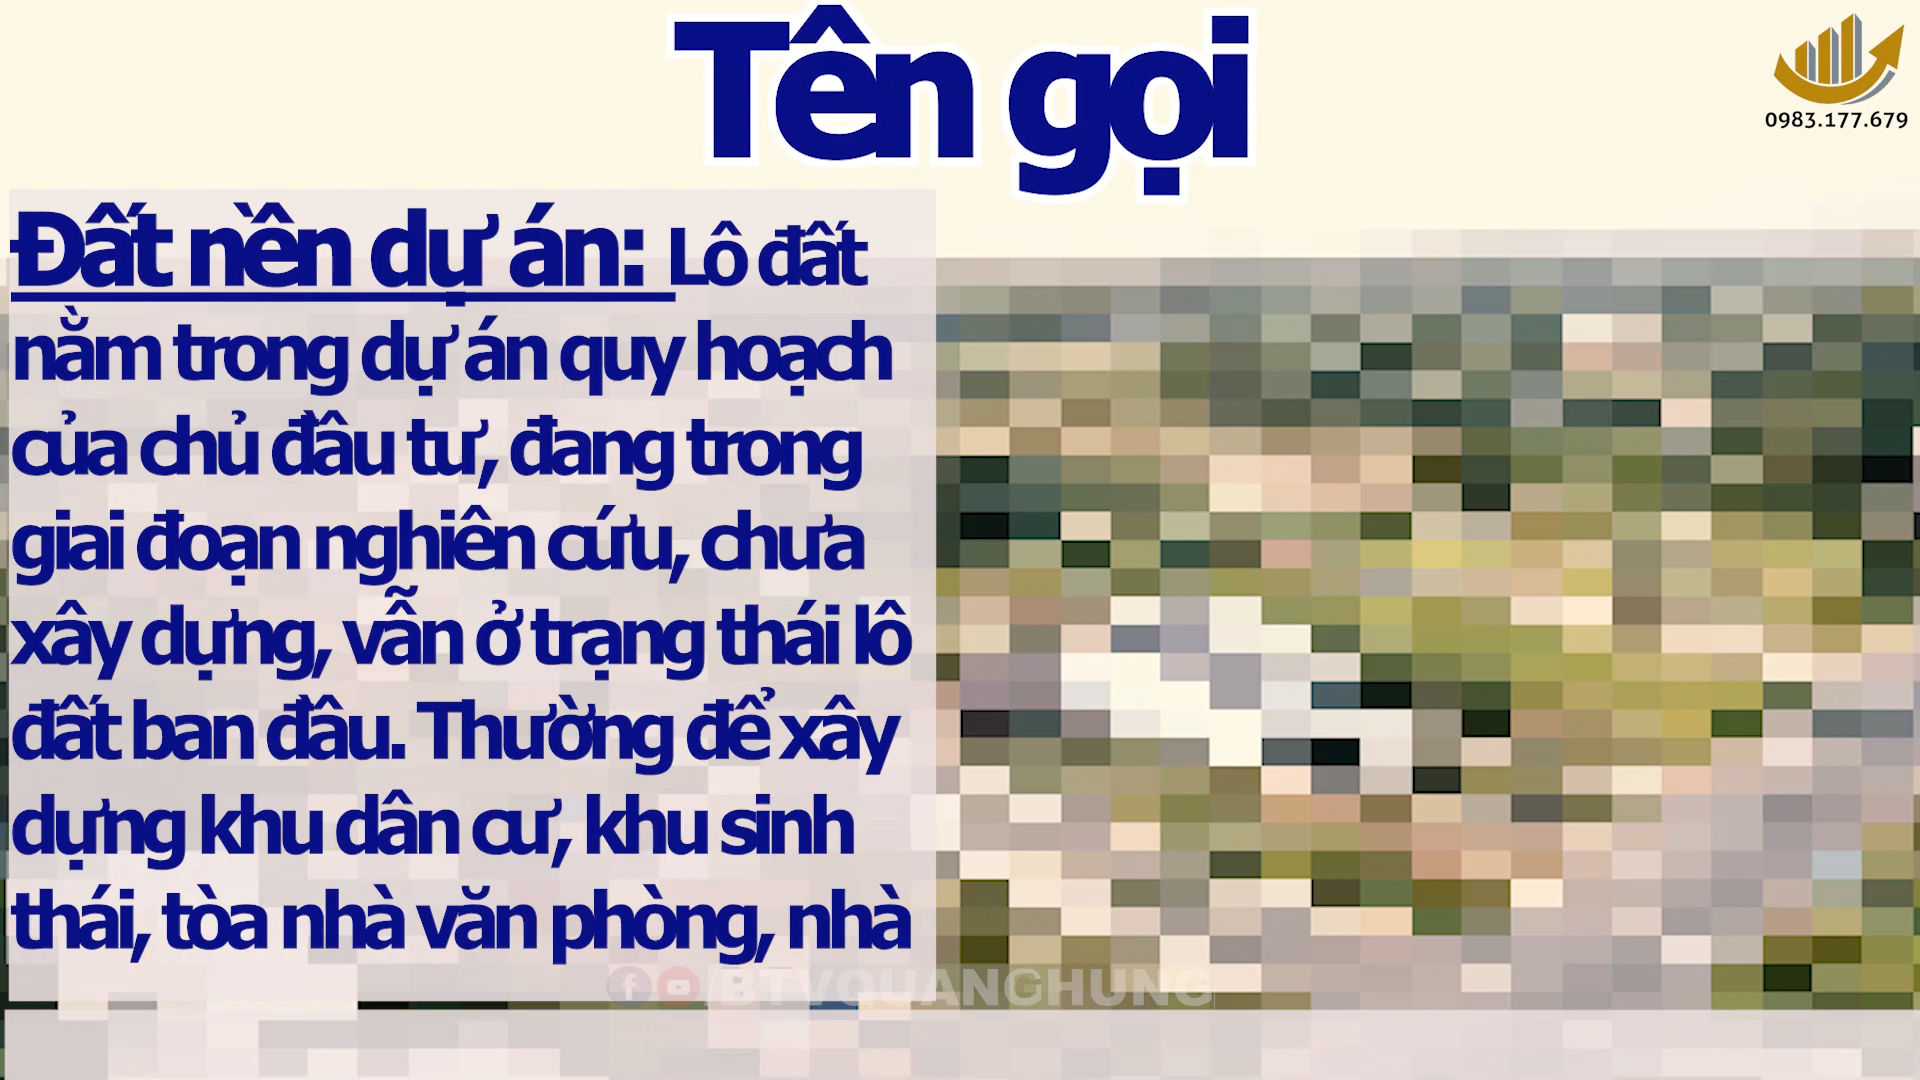 Tên gọi
0983.177.679
Đất nền dự án: Lô đất
nằm trong dự án quy hoạch
của chủ đầu tư, đang trong
giai đoạn nghiên cứu, chưa
xây dựng, vẫn ở trạng thái lô
đất ban đầu. Thường để xây
dựng khu dân cư, khu sinh
thái, tòa nhà văn phòng, nhà
/BTVQUANGHUNG